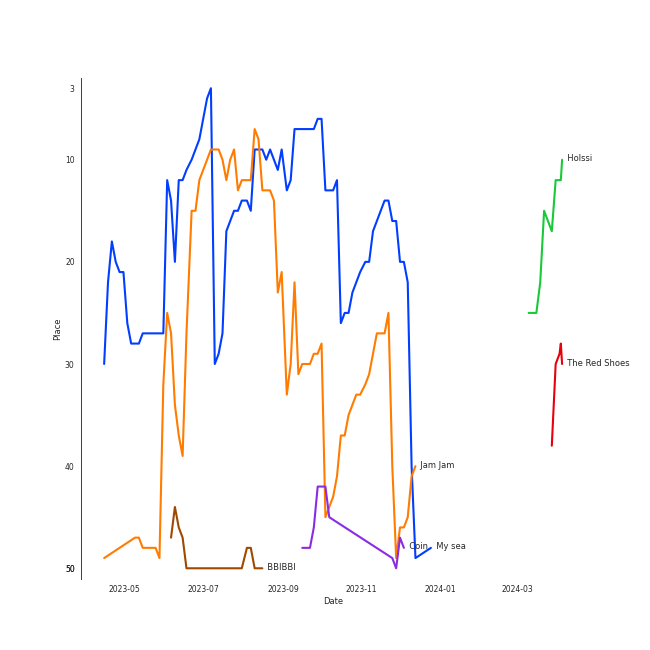 3
10
Holssi
20
Place
30
The Red Shoes
40
Jam Jam
Coin
My sea
50
BBIBBI
2023-05
2023-07
2023-09
2023-11
2024-01
2024-03
Date